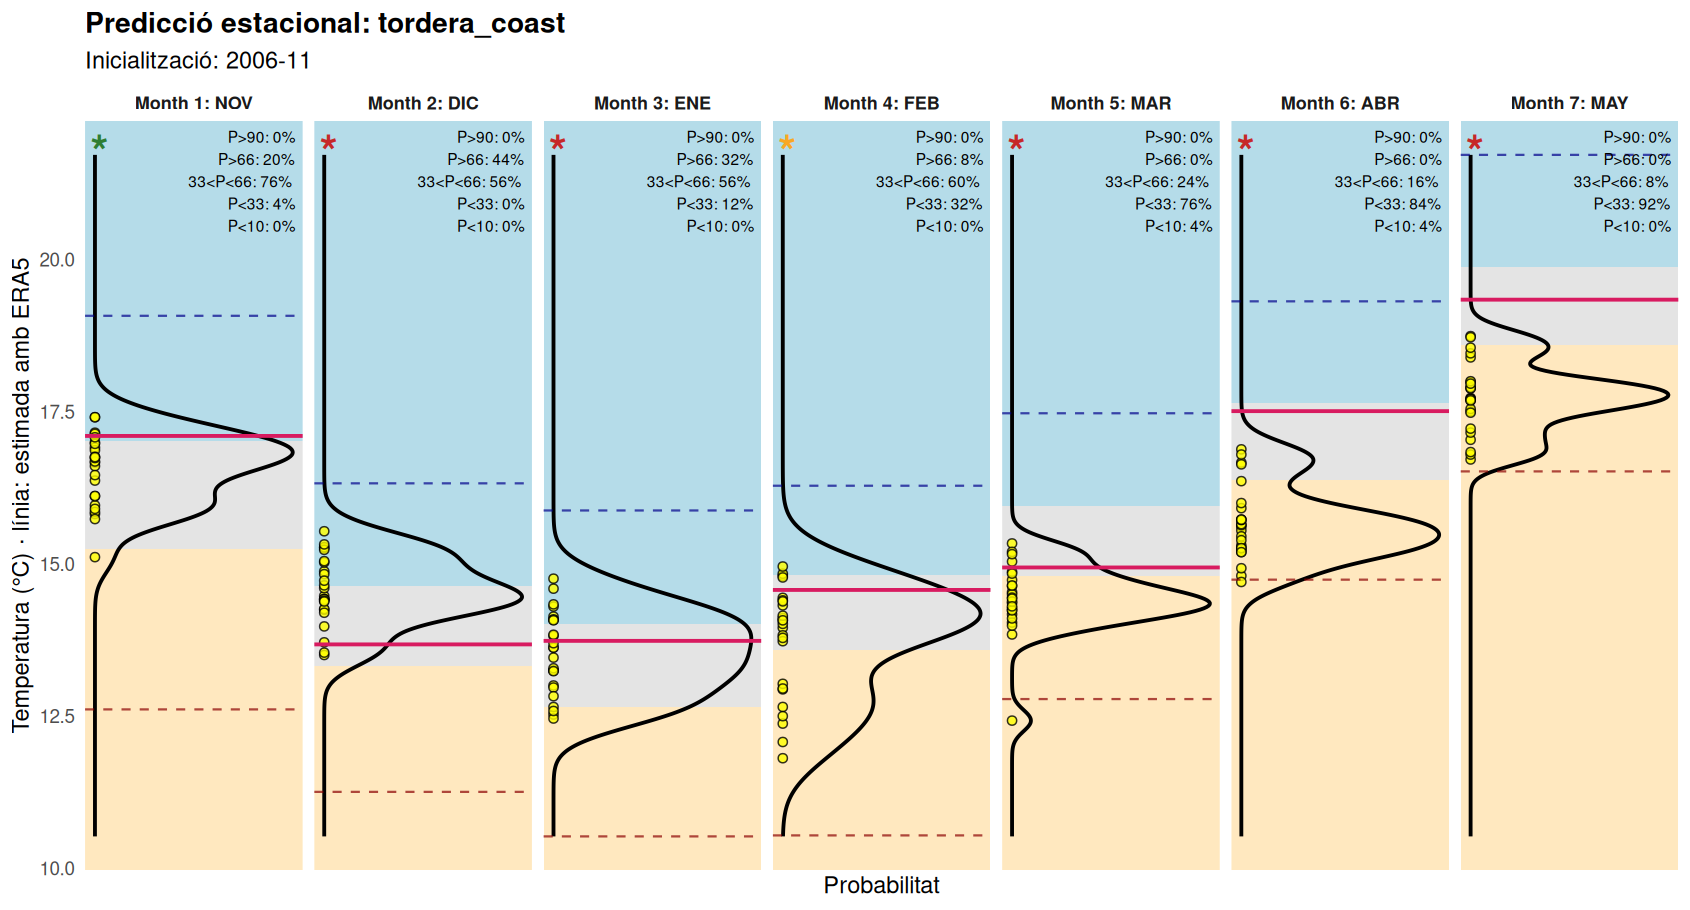 Predicció estacional: tordera_coast
Inicialització: 2006-11
Month 1: NOV
Month 2: DIC
Month 3: ENE
Month 4: FEB
Month 5: MAR
Month 6: ABR
Month 7: MAY
*
P>90: 0%
P>66: 20%
33<P<66: 76%
P<33: 4%
P<10: 0%
*
P>90: 0%
P>66: 44%
33<P<66: 56%
P<33: 0%
P<10: 0%
*
P>90: 0%
P>66: 32%
33<P<66: 56%
P<33: 12%
P<10: 0%
*
P>90: 0%
P>66: 8%
33<P<66: 60%
P<33: 32%
P<10: 0%
*
P>90: 0%
P>66: 0%
33<P<66: 24%
P<33: 76%
P<10: 4%
*
P>90: 0%
P>66: 0%
33<P<66: 16%
P<33: 84%
P<10: 4%
*
P>90: 0%
P>66: 0%
33<P<66: 8%
P<33: 92%
P<10: 0%
Temperatura (°C) · línia: estimada amb ERA5
20.0
17.5
15.0
12.5
10.0
Probabilitat